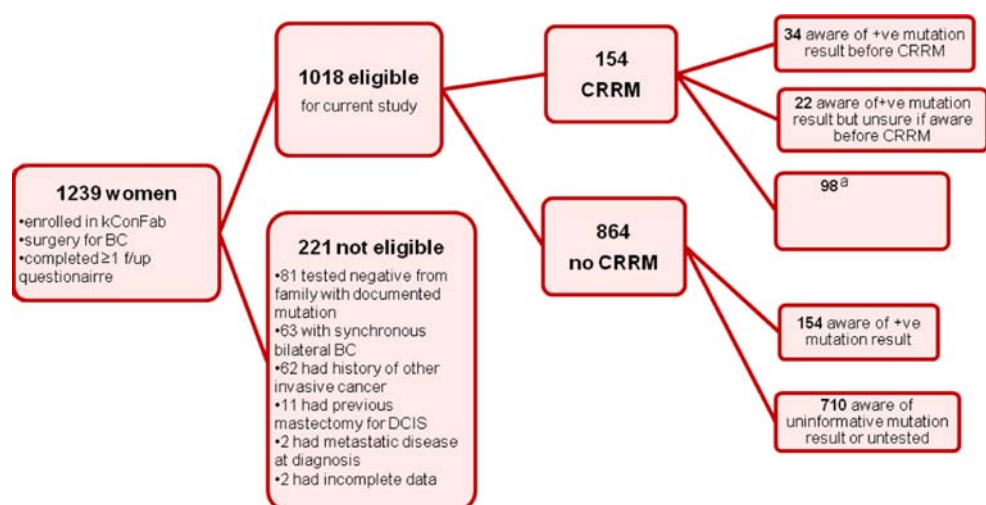 1239 women
•enrolled in kConFab
•surgery for BC
•completed ≥1 f/up
questionairre
1018 eligible
for current study
221 not eligible
•81 tested negative from
family with documented
mutation
•63 with synchronous
bilateral BC
•62 had history of other
invasive cancer
•11 had previous
mastectomy for DCIS
•2 had metastatic disease
at diagnosis
•2 had incomplete data
154
CRRM
864
no CRRM
34 aware of +ve mutation
result before CRRM
22 aware of+ve mutation
result but unsure if aware
before CRRM
98a
154 aware of +ve
mutation result
710 aware of
uninformative mutation
result or untested